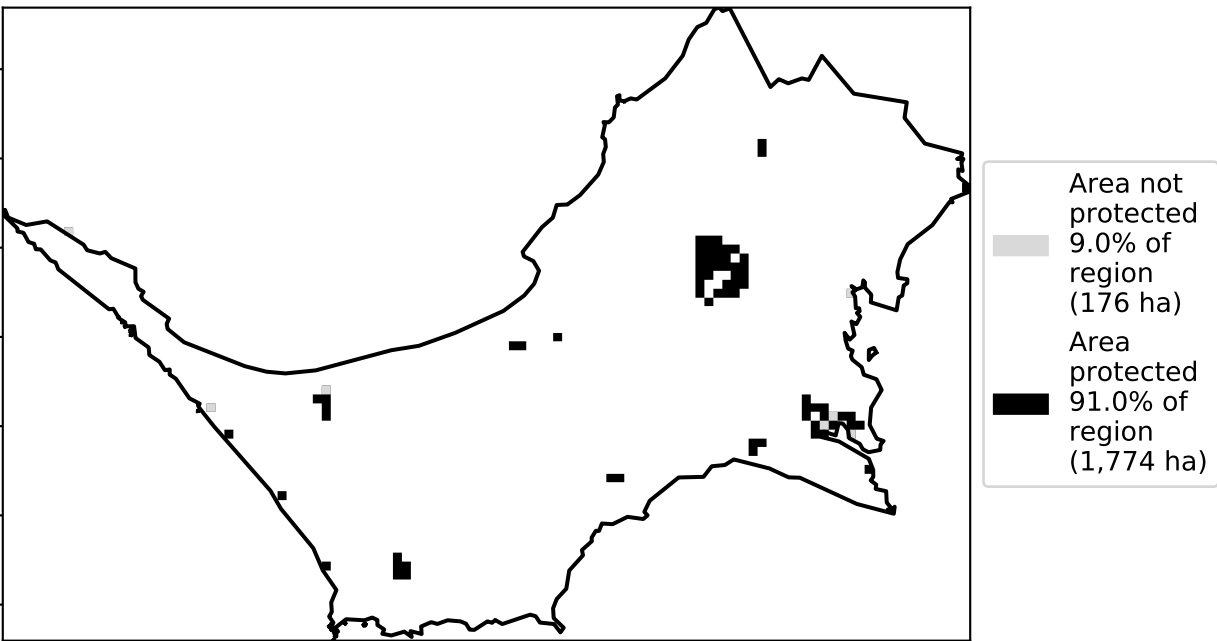 Area not
protected
9.0% of
region
(176 ha)
Area
protected
91.0% of
region
(1,774 ha)